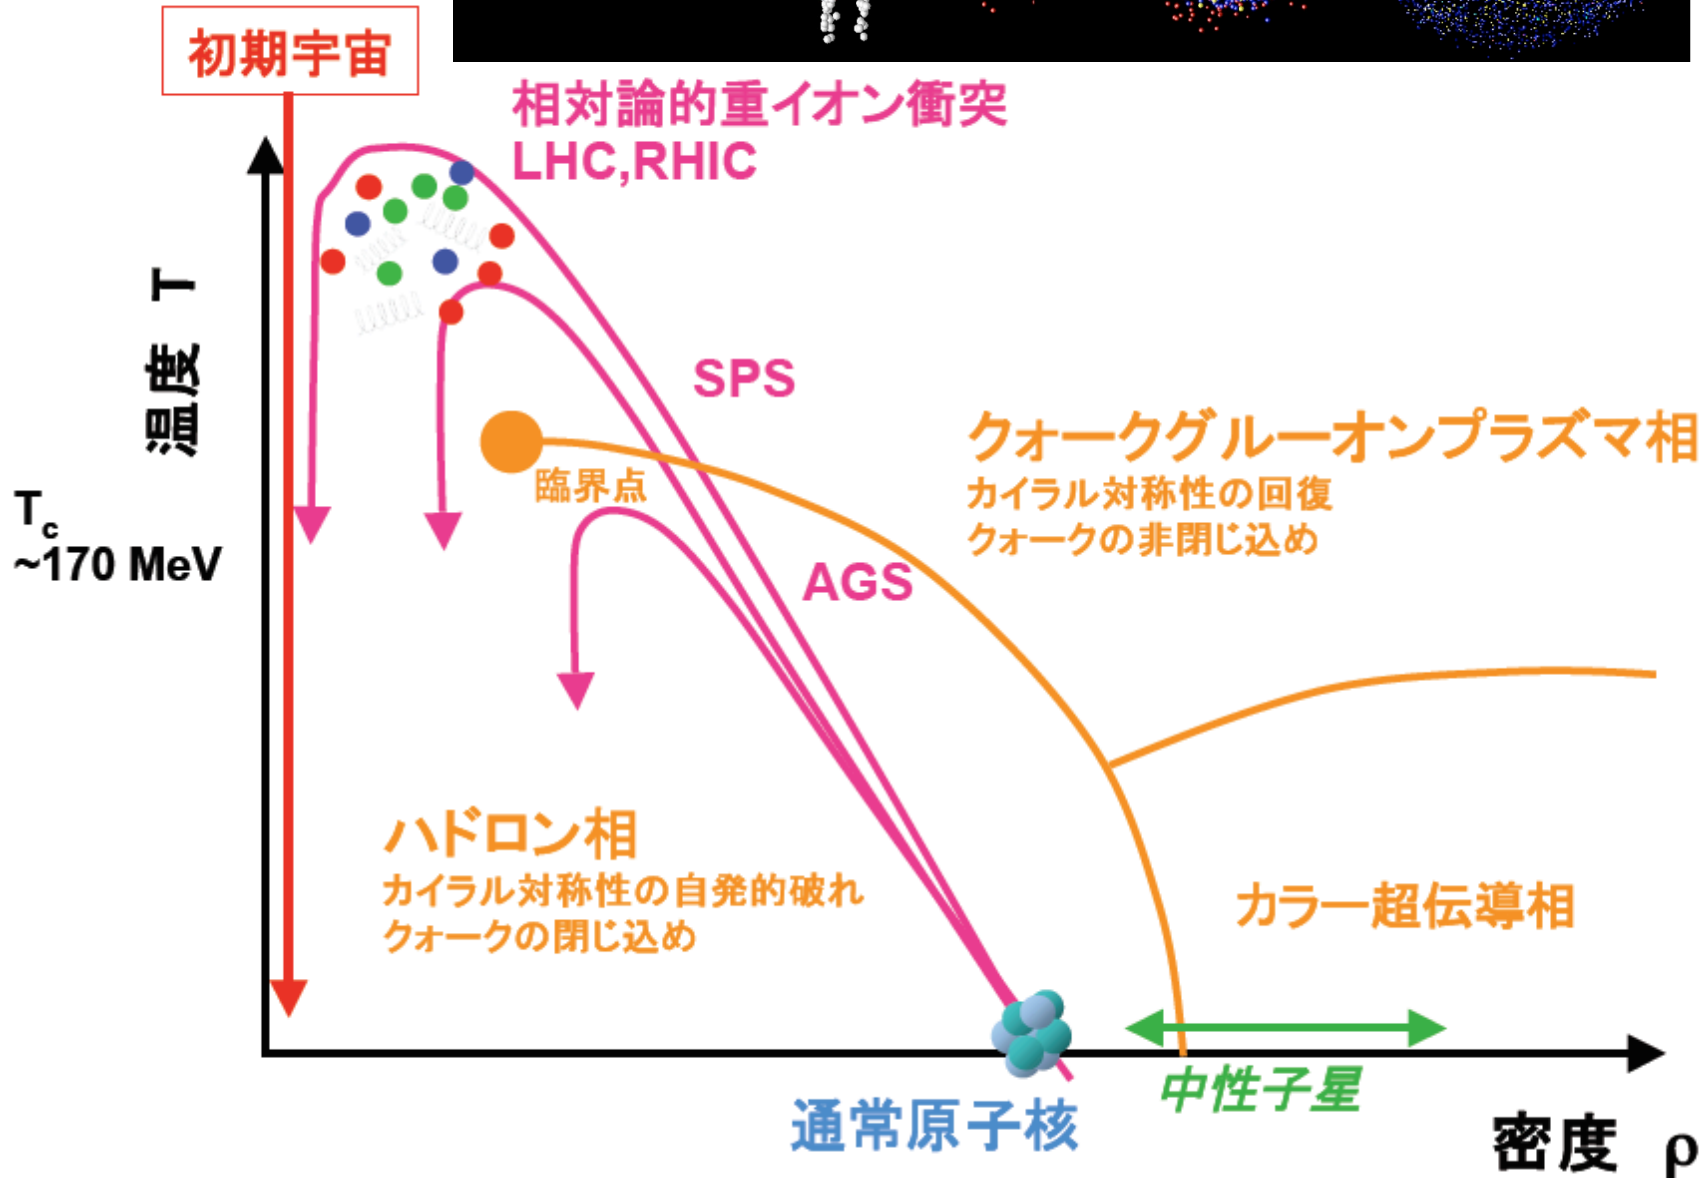 初期宇宙
相対論的重イオン衝突
LHC,RHIC
温度 T
SPS
クォークグルーオンプラズマ相
カイラル対称性の回復
クォークの非閉じ込め
臨界点
Tc
~170 MeV
AGS
ハドロン相
カイラル対称性の自発的破れ
クォークの閉じ込め
カラー超伝導相
中性子星
通常原子核
密度 ρ